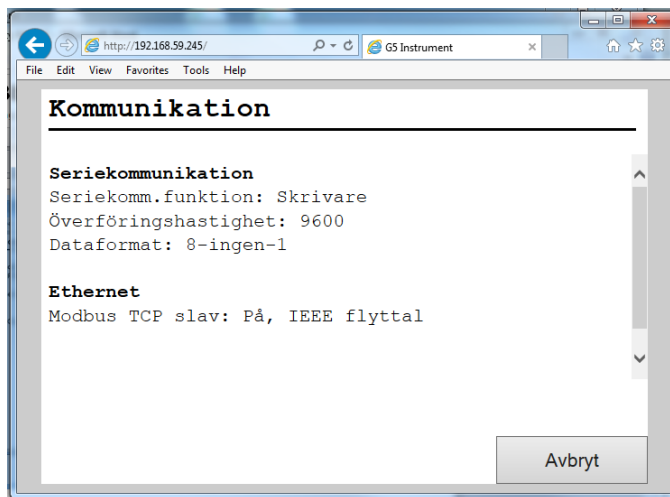 http://192.168.59.245/
G5 Instrument
File Edit View Favorites Tools Help
Kommunikation
Seriekommunikation
Seriekomm.funktion: Skrivare
Överföringshastighet: 9600
Dataformat: 8-ingen-1
Ethernet
Modbus TCP slav: På, IEEE flyttal
Avbryt